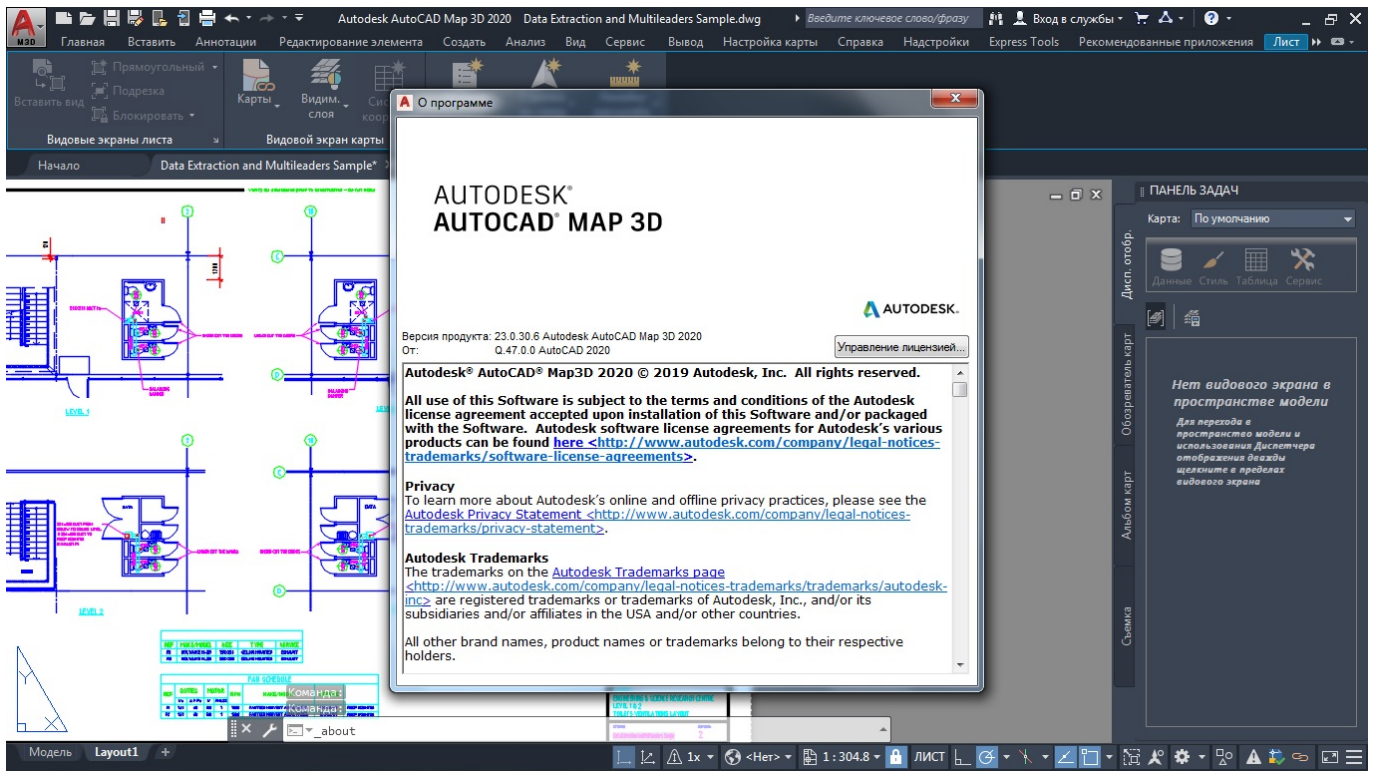 M3D
Autodesk AutoCAD Map 3D 2020 Data Extraction and Multileaders Sample.dwg
Введите ключевое слово/фразу
Вход в службы
Главная Вставить Аннотации Редактирование элемента Создать Анализ Вид Сервис Вывод Настройка карты Справка Надстройки Express Tools Рекомендованные приложения Лист
Вставить вид
Прямоугольный
Подрезка
Блокировать
Карты
Видим. слоя
Видовые экраны листа
Видовой экран карты
Начало
Data Extraction and Multileaders Sample*
О программе
AUTODESK®
AUTOCAD® MAP 3D
AUTODESK.
Версия продукта: 23.0.30.6 Autodesk AutoCAD Map 3D 2020
От: Q.47.0.0 AutoCAD 2020
Управление лицензией...
Autodesk® AutoCAD® Map3D 2020 © 2019 Autodesk, Inc. All rights reserved.
All use of this Software is subject to the terms and conditions of the Autodesk
license agreement accepted upon installation of this Software and/or packaged
with the Software. Autodesk software license agreements for Autodesk's various
products can be found here <http://www.autodesk.com/company/legal-notices-
trademarks/software-license-agreements>.
Privacy
To learn more about Autodesk's online and offline privacy practices, please see the
Autodesk Privacy Statement <http://www.autodesk.com/company/legal-notices-
trademarks/privacy-statement>.
Autodesk Trademarks
The trademarks on the Autodesk Trademarks page
<http://www.autodesk.com/company/legal-notices-trademarks/trademarks/autodesk-
inc> are registered trademarks or trademarks of Autodesk, Inc., and/or its
subsidiaries and/or affiliates in the USA and/or other countries.
All other brand names, product names or trademarks belong to their respective
holders.
ПАНЕЛЬ ЗАДАЧ
Карта: По умолчанию
Данные Стиль Таблица Сервис
Дисп. отобр.
Обозреватель карт
Альбом карт
Съемка
Нет видового экрана в
пространстве модели
Для перехода в
пространство модели и
использования Диспетчера
отображения дважды
щелкните в пределах
видового экрана
LEVEL 1
LEVEL 2
FAN SCHEDULE
Команда:
Команда:
_about
Y
X
Модель Layout1 +
1x
<Нет>
1:304.8
ЛИСТ